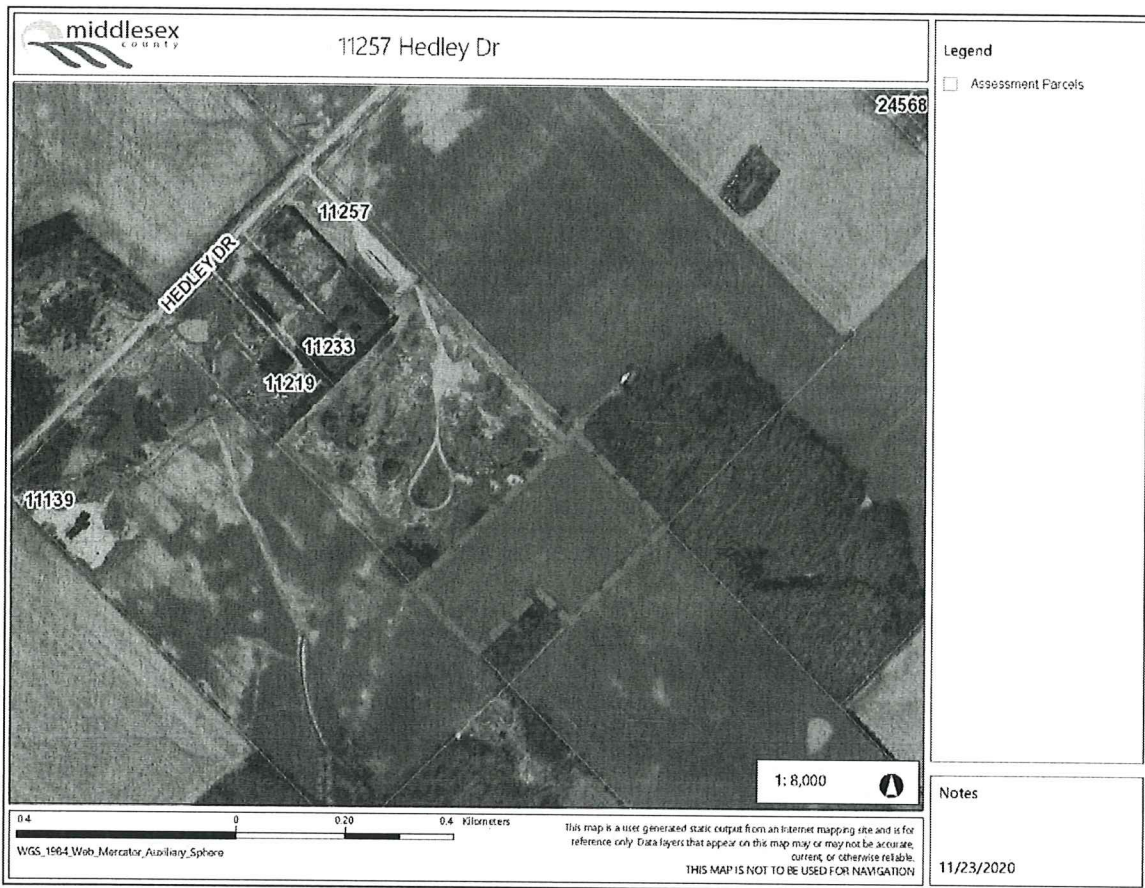 middlesex
county
11257 Hedley Dr
Legend
Assessment Parcels
24568
11257
HEDLEY DR
11233
11219
11139
1: 8,000
0.4 0 0.20 0.4 Kilometers
WGS_1984_Web_Mercator_Auxiliary_Sphere
This map is a user generated static output from an Internet mapping site and is for
reference only. Data layers that appear on this map may or may not be accurate,
current, or otherwise reliable.
THIS MAP IS NOT TO BE USED FOR NAVIGATION
Notes
11/23/2020